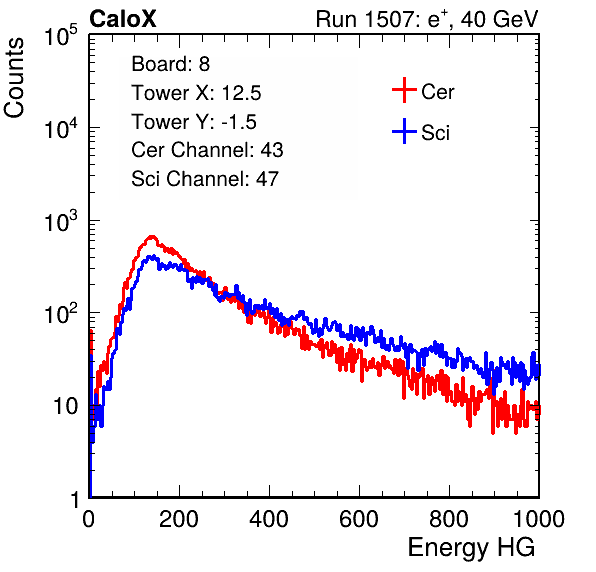 CaloX Run 1507: e⁺, 40 GeV
Board: 8
Tower X: 12.5
Tower Y: -1.5
Cer Channel: 43
Sci Channel: 47
Cer
Sci
Counts
10⁵
10⁴
10³
10²
10
1
0 200 400 600 800 1000
Energy HG